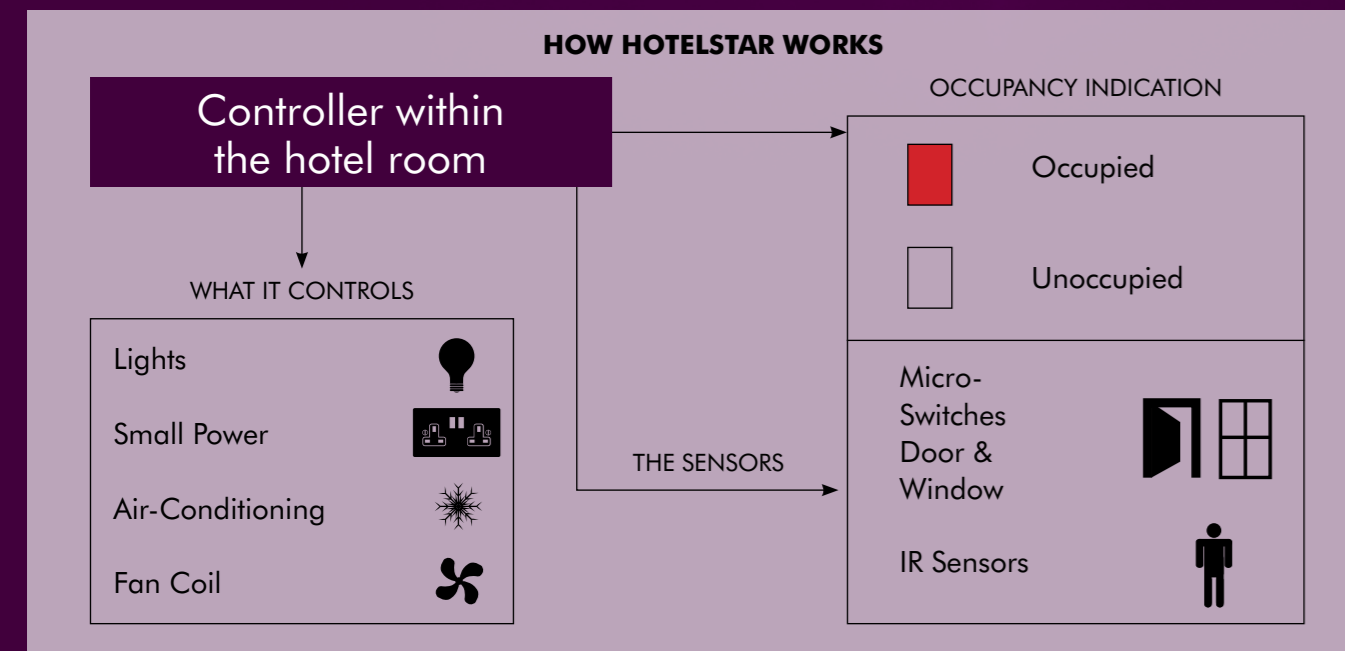 HOW HOTELSTAR WORKS
Controller within
the hotel room
WHAT IT CONTROLS
Lights
Small Power
Air-Conditioning
Fan Coil
THE SENSORS
OCCUPANCY INDICATION
Occupied
Unoccupied
Micro-
Switches
Door &
Window
IR Sensors